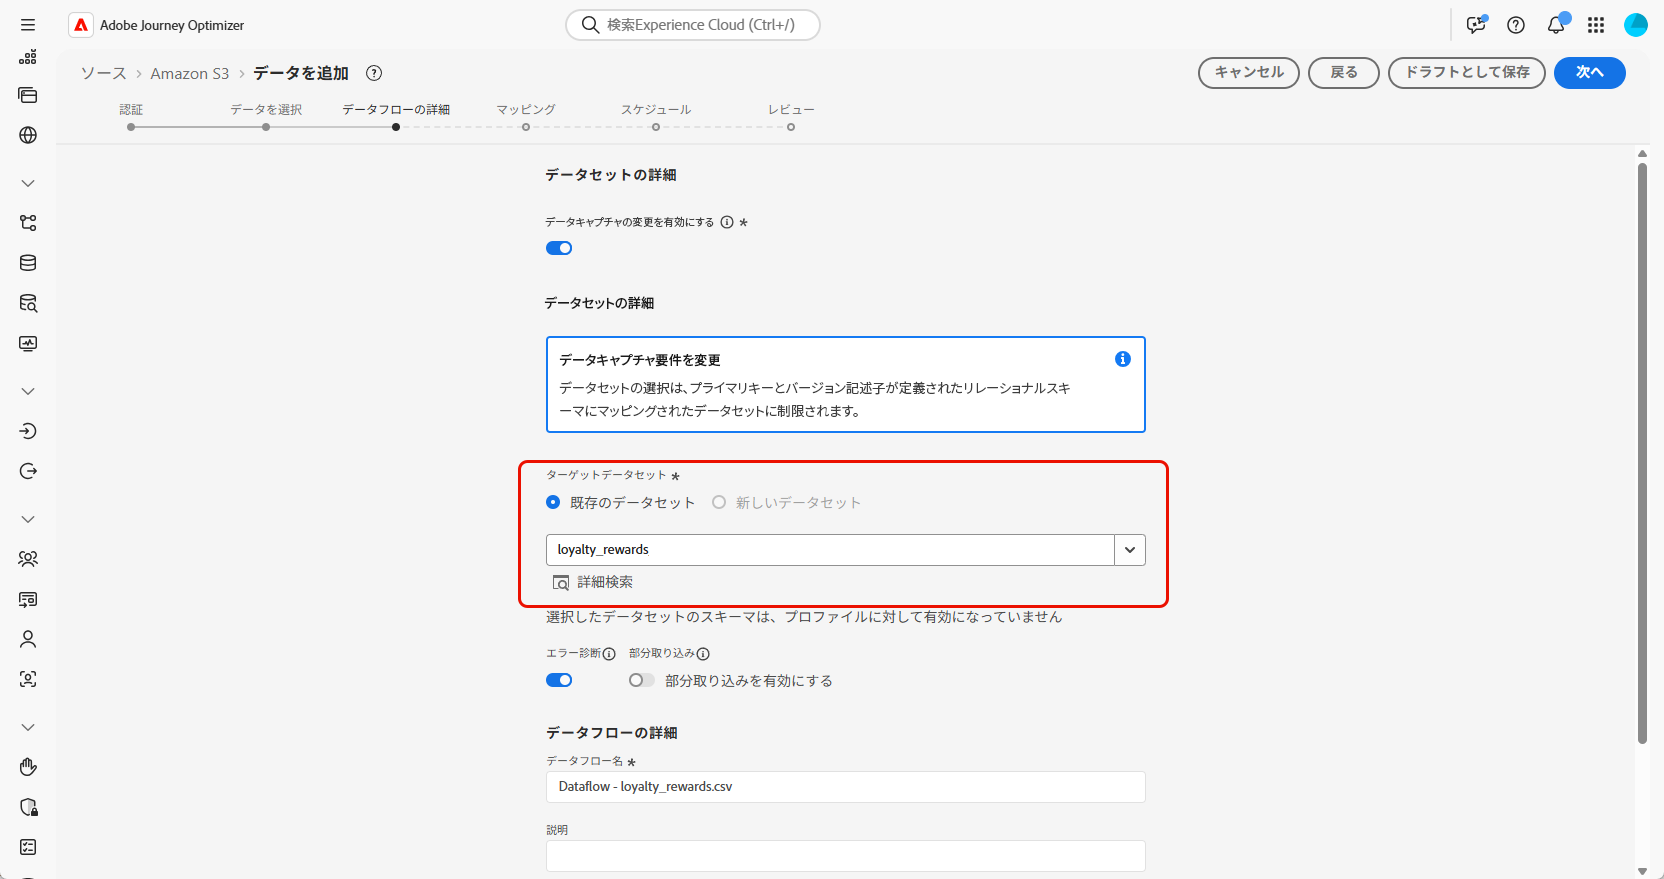 Adobe Journey Optimizer
検索Experience Cloud (Ctrl+/)
ソース > Amazon S3 > データを追加
キャンセル
戻る
ドラフトとして保存
次へ
認証
データを選択
データフローの詳細
マッピング
スケジュール
レビュー
データセットの詳細
データキャプチャの変更を有効にする *
データセットの詳細
データキャプチャ要件を変更
データセットの選択は、プライマリキーとバージョン記述子が定義されたリレーショナルスキ
ーマにマッピングされたデータセットに制限されます。
ターゲットデータセット *
既存のデータセット 新しいデータセット
loyalty_rewards
詳細検索
選択したデータセットのスキーマは、プロファイルに対して有効になっていません
エラー診断 部分取り込み
部分取り込みを有効にする
データフローの詳細
データフロー名 *
Dataflow - loyalty_rewards.csv
説明